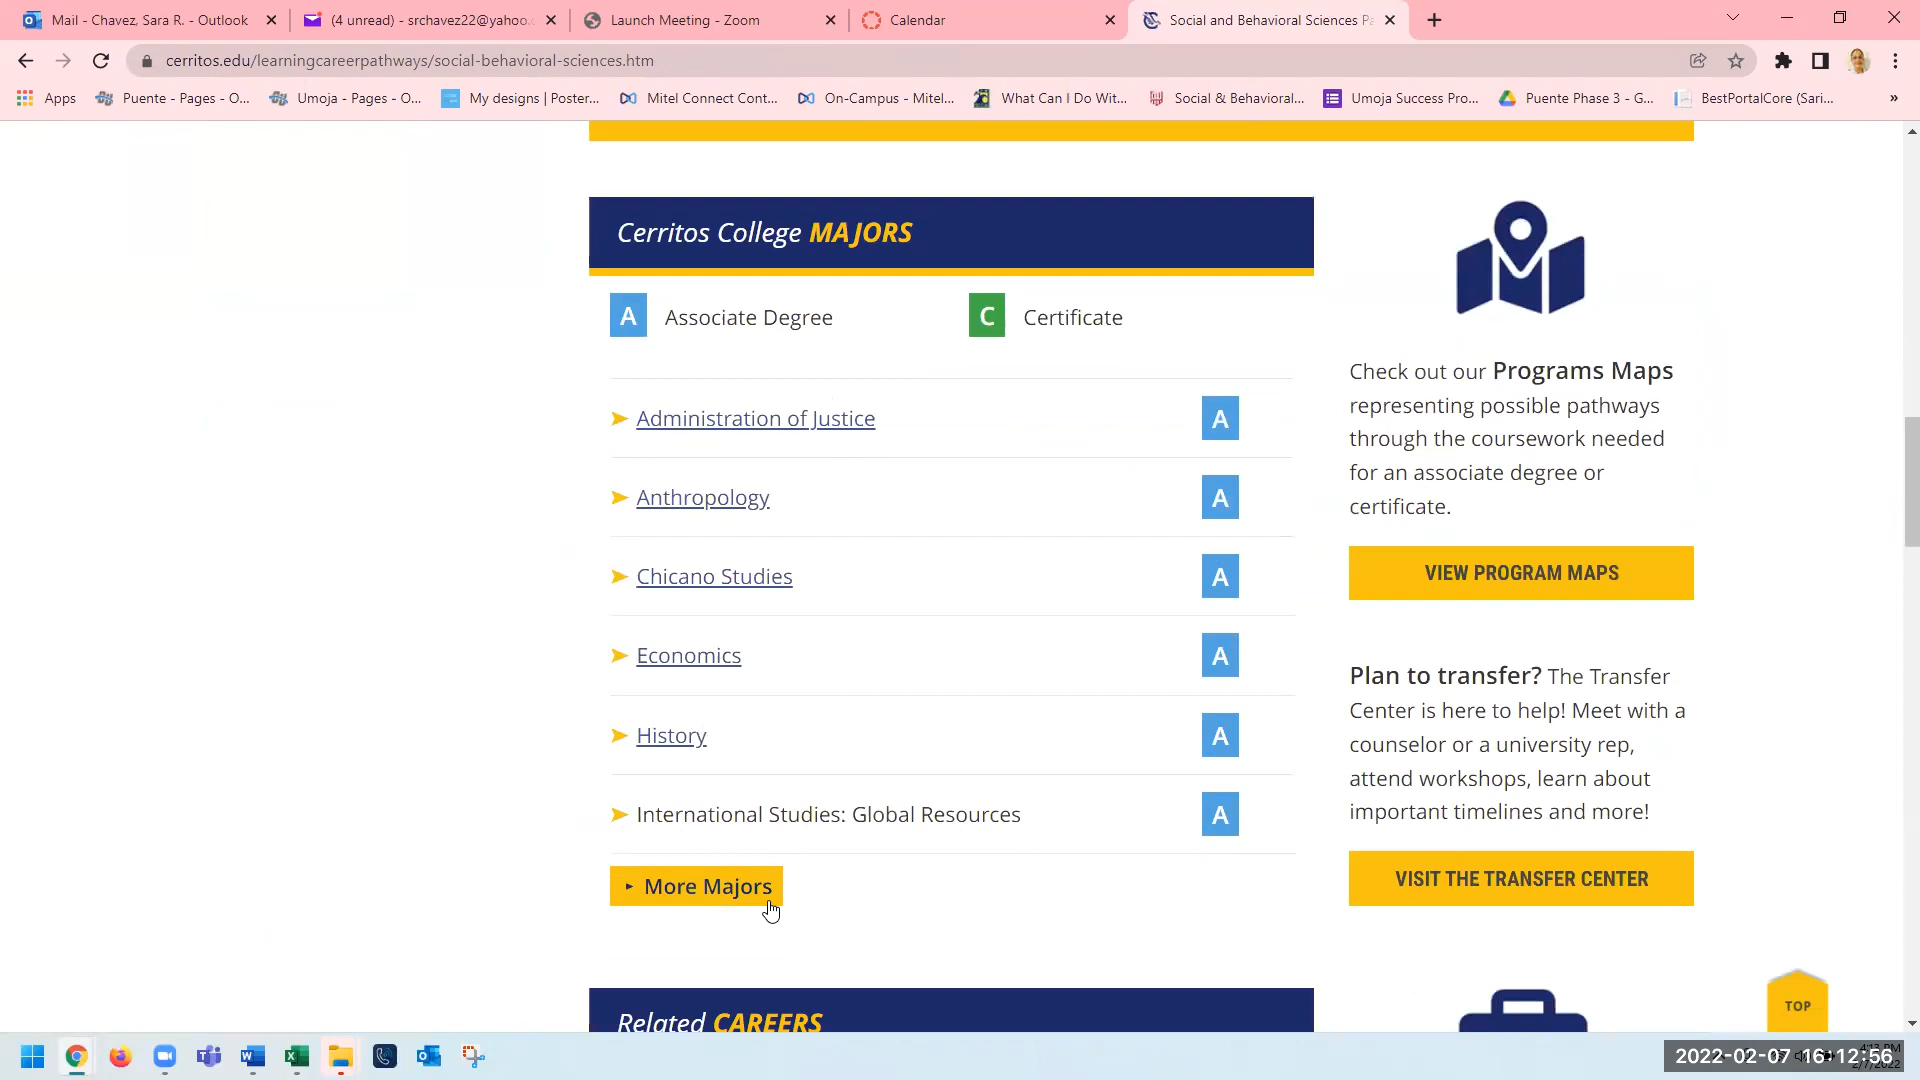 Mail - Chavez, Sara R. - Outlook
(4 unread) - srchavez22@yahoo.c
Launch Meeting - Zoom
Calendar
Social and Behavioral Sciences Pa
cerritos.edu/learningcareerpathways/social-behavioral-sciences.htm
Apps
Puente - Pages - O...
Umoja - Pages - O...
My designs | Poster...
Mitel Connect Cont...
On-Campus - Mitel...
What Can I Do Wit...
Social & Behavioral...
Umoja Success Pro...
Puente Phase 3 - G...
BestPortalCore (Sari...
»
Cerritos College MAJORS
A Associate Degree
C Certificate
Administration of Justice A
Anthropology A
Chicano Studies A
Economics A
History A
International Studies: Global Resources A
More Majors
Related CAREERS
Check out our Programs Maps
representing possible pathways
through the coursework needed
for an associate degree or
certificate.
VIEW PROGRAM MAPS
Plan to transfer? The Transfer
Center is here to help! Meet with a
counselor or a university rep,
attend workshops, learn about
important timelines and more!
VISIT THE TRANSFER CENTER
TOP
2022-02-07 16:12:56